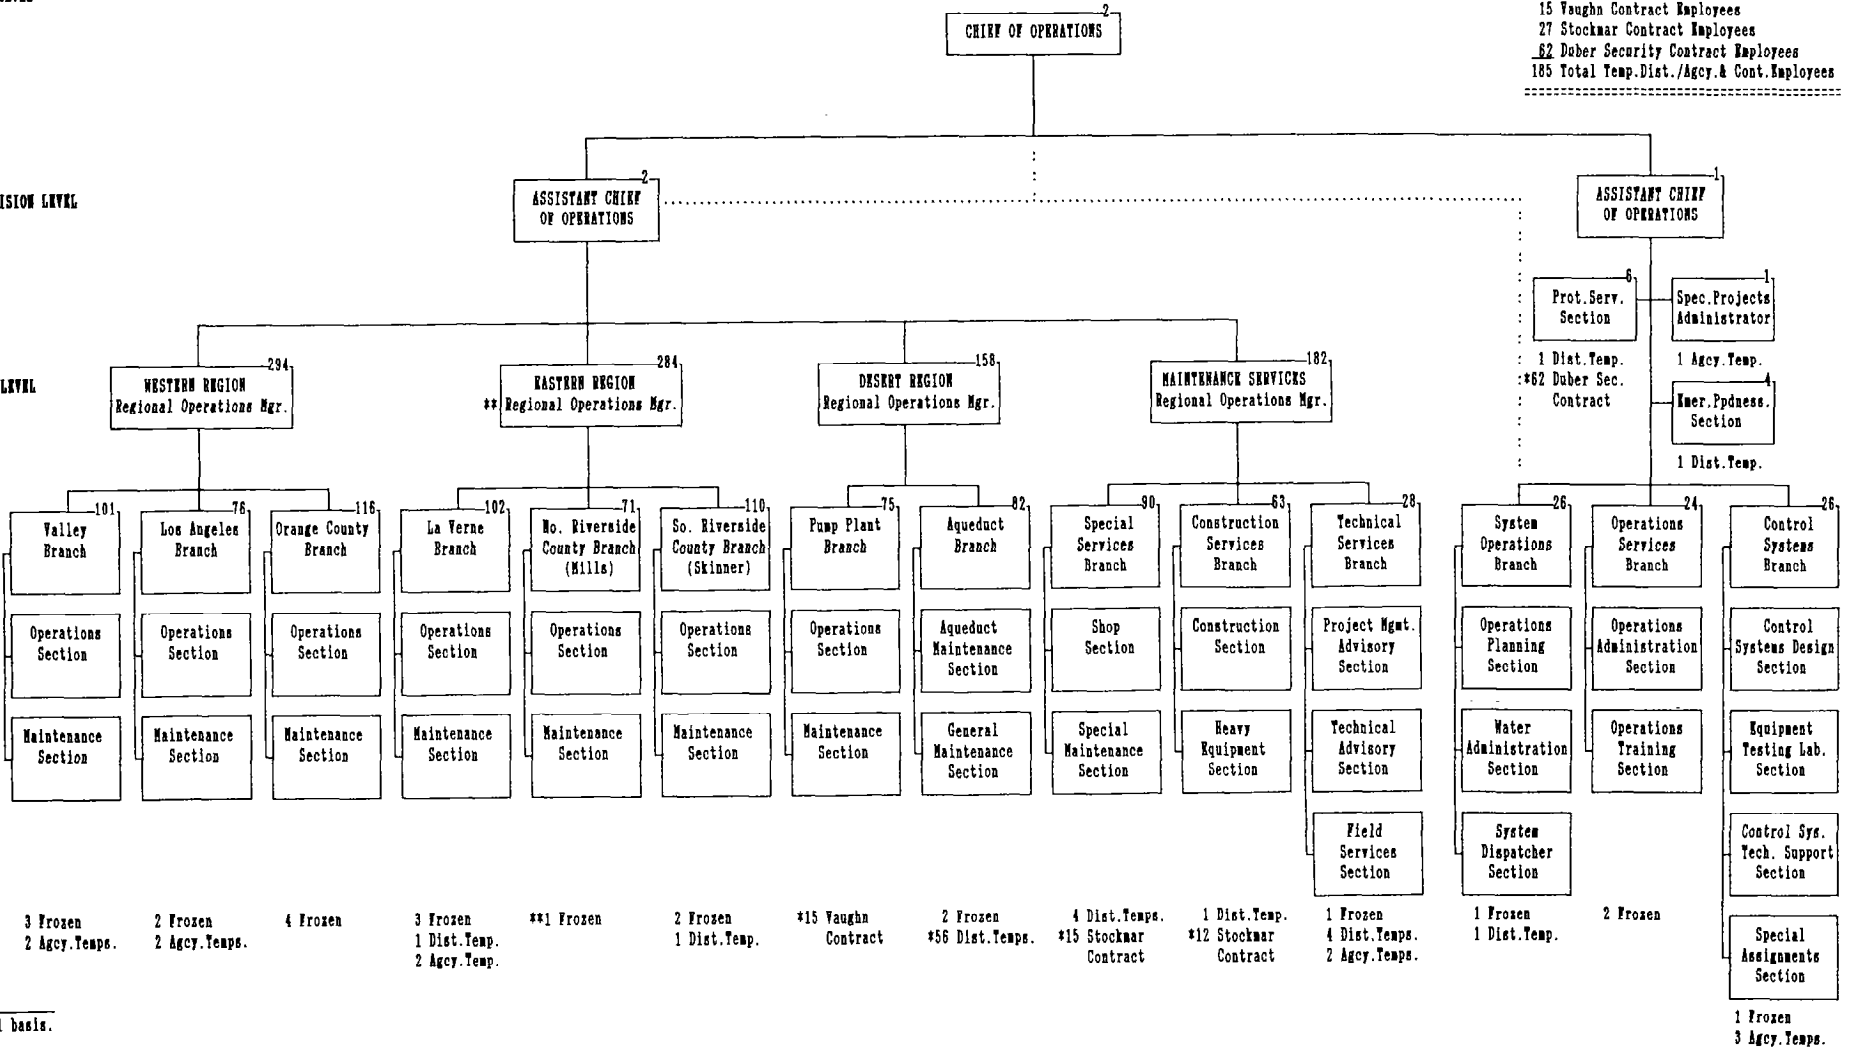 15 Vaughn Contract Employees
27 Stockmar Contract Employees
62 Duber Security Contract Employees
185 Total Temp.Dist./Agcy.& Cont.Employees
2
CHIEF OF OPERATIONS
ISION LEVEL
2
ASSISTANT CHIEF
OF OPERATIONS
1
ASSISTANT CHIEF
OF OPERATIONS
6
Prot.Serv.
Section
1 Dist.Temp.
*62 Duber Sec.
Contract
1
Spec.Projects
Administrator
1 Agcy.Temp.
4
Emer.Ppdness.
Section
1 Dist.Temp.
LEVEL
294
WESTERN REGION
Regional Operations Mgr.
284
EASTERN REGION
** Regional Operations Mgr.
158
DESERT REGION
Regional Operations Mgr.
182
MAINTENANCE SERVICES
Regional Operations Mgr.
101
Valley
Branch
Operations
Section
Maintenance
Section
3 Frozen
2 Agcy.Temps.
76
Los Angeles
Branch
Operations
Section
Maintenance
Section
2 Frozen
2 Agcy.Temps.
116
Orange County
Branch
Operations
Section
Maintenance
Section
4 Frozen
102
La Verne
Branch
Operations
Section
Maintenance
Section
3 Frozen
1 Dist.Temp.
2 Agcy.Temp.
71
No. Riverside
County Branch
(Mills)
Operations
Section
Maintenance
Section
**1 Frozen
110
So. Riverside
County Branch
(Skinner)
Operations
Section
Maintenance
Section
2 Frozen
1 Dist.Temp.
75
Pump Plant
Branch
Operations
Section
Maintenance
Section
*15 Vaughn
Contract
82
Aqueduct
Branch
Aqueduct
Maintenance
Section
General
Maintenance
Section
2 Frozen
*56 Dist.Temps.
90
Special
Services
Branch
Shop
Section
Special
Maintenance
Section
4 Dist.Temps.
*15 Stockmar
Contract
63
Construction
Services
Branch
Construction
Section
Heavy
Equipment
Section
1 Dist.Temp.
*12 Stockmar
Contract
28
Technical
Services
Branch
Project Mgmt.
Advisory
Section
Technical
Advisory
Section
Field
Services
Section
1 Frozen
4 Dist.Temps.
2 Agcy.Temps.
26
System
Operations
Branch
Operations
Planning
Section
Water
Administration
Section
System
Dispatcher
Section
1 Frozen
1 Dist.Temp.
24
Operations
Services
Branch
Operations
Administration
Section
Operations
Training
Section
2 Frozen
26
Control
Systems
Branch
Control
Systems Design
Section
Equipment
Testing Lab.
Section
Control Sys.
Tech. Support
Section
Special
Assignments
Section
1 Frozen
3 Agcy.Temps.
basis.